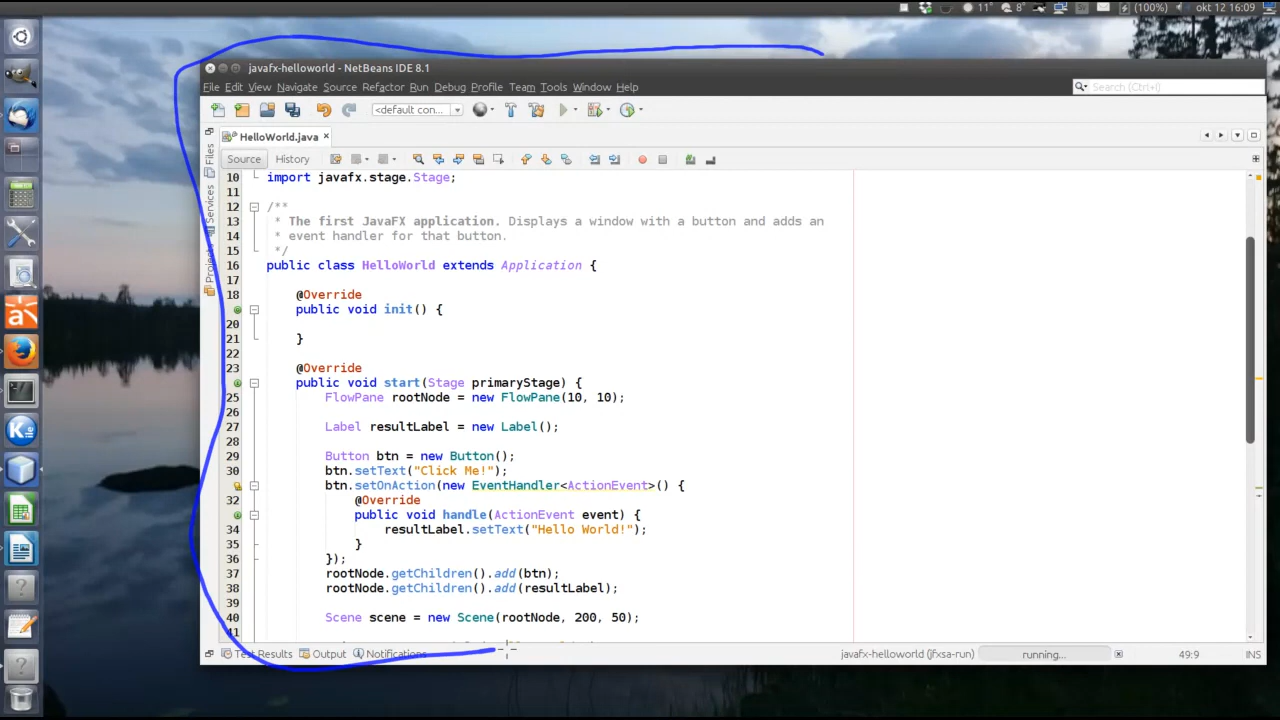 11° 8° (100%) okt 12 16:09
javafx-helloworld - NetBeans IDE 8.1
File Edit View Navigate Source Refactor Run Debug Profile Team Tools Window Help
Search (Ctrl+I)
<default con...
HelloWorld.java
Source History
Files
Services
Projects
10 import javafx.stage.Stage;
11
12 /**
13 * The first JavaFX application. Displays a window with a button and adds an
14 * event handler for that button.
15 */
16 public class HelloWorld extends Application {
17
18 @Override
public void init() {
20
21 }
22
23 @Override
public void start(Stage primaryStage) {
25 FlowPane rootNode = new FlowPane(10, 10);
26
27 Label resultLabel = new Label();
28
29 Button btn = new Button();
30 btn.setText("Click Me!");
btn.setOnAction(new EventHandler<ActionEvent>() {
32 @Override
public void handle(ActionEvent event) {
34 resultLabel.setText("Hello World!");
35 }
36 });
37 rootNode.getChildren().add(btn);
38 rootNode.getChildren().add(resultLabel);
39
40 Scene scene = new Scene(rootNode, 200, 50);
41
Test Results Output Notifications javafx-helloworld (jfxsa-run) running... 49:9 INS